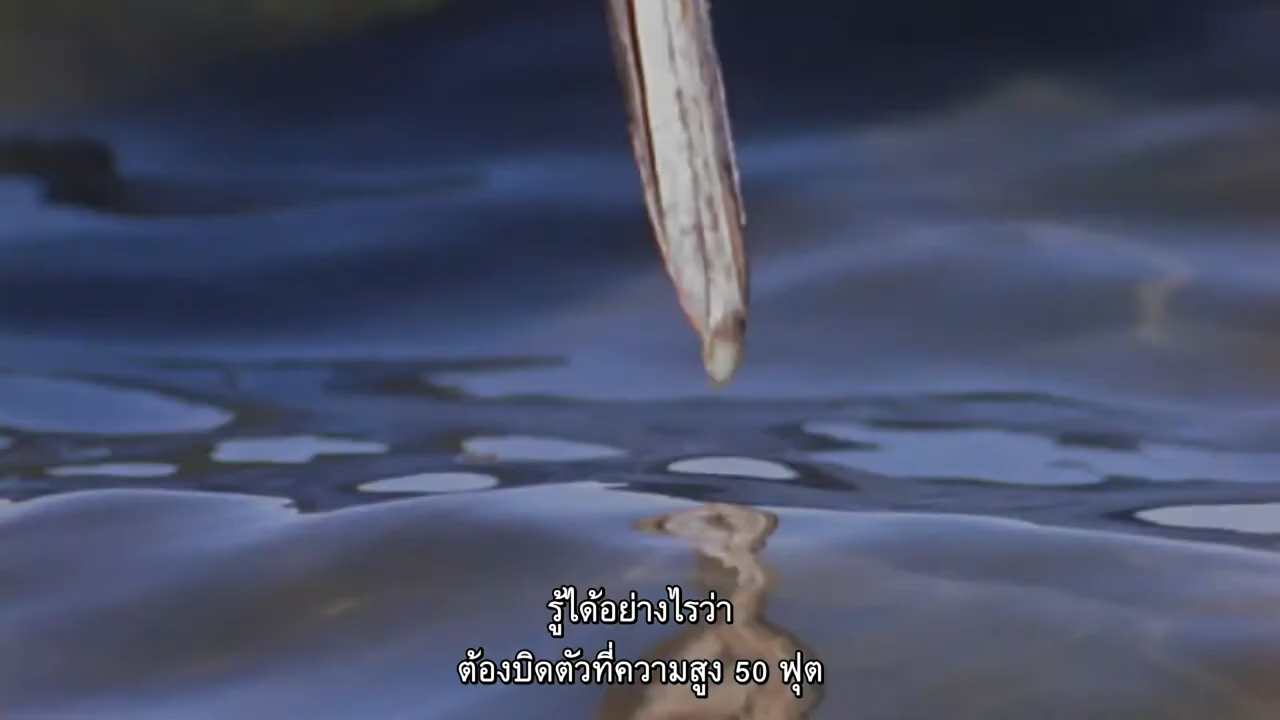 รู้ได้อย่างไรว่า
ต้องบิดตัวที่ความสูง 50 ฟุต